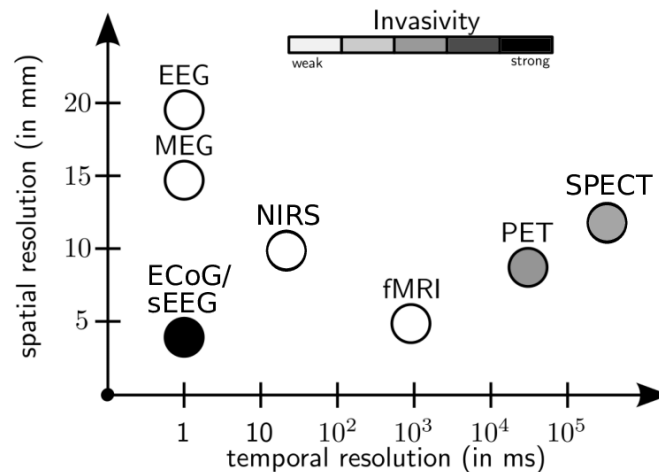 Invasivity
weak
strong
EEG
MEG
NIRS
ECoG/
sEEG
fMRI
PET
SPECT
spatial resolution (in mm)
20
15
10
5
1
10
10²
10³
10⁴
10⁵
temporal resolution (in ms)